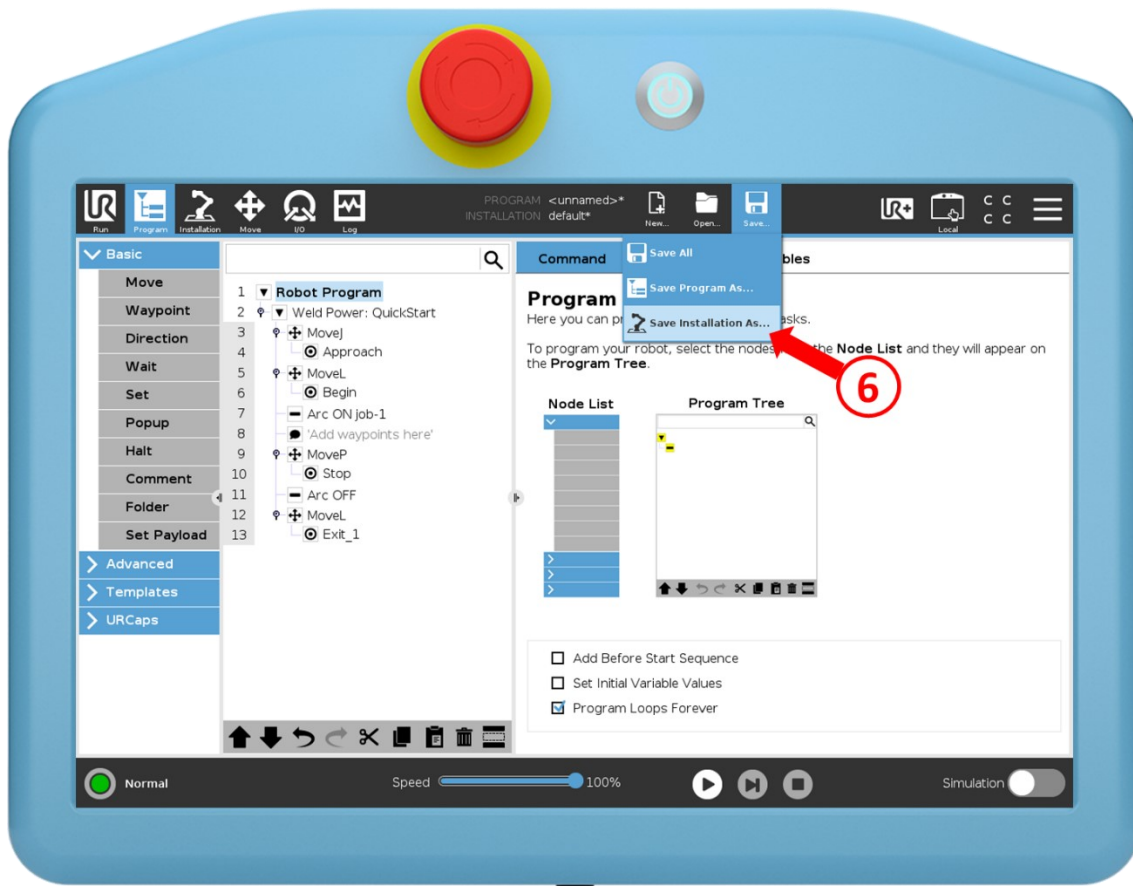 PROGRAM <unnamed>*
INSTALLATION default*
UR
Run
Program
Installation
Move
I/O
Log
New...
Open...
Save...
UR+
Local
C C
C C
Basic
Move
Waypoint
Direction
Wait
Set
Popup
Halt
Comment
Folder
Set Payload
Advanced
Templates
URCaps
1 Robot Program
2 Weld Power: QuickStart
3 MoveJ
4 Approach
5 MoveL
6 Begin
7 Arc ON job-1
8 'Add waypoints here'
9 MoveP
10 Stop
11 Arc OFF
12 MoveL
13 Exit_1
Command
bles
Save All
Save Program As...
Save Installation As...
6
Program
Here you can pr asks.
To program your robot, select the nodes the Node List and they will appear on
the Program Tree.
Node List
Program Tree
Add Before Start Sequence
Set Initial Variable Values
Program Loops Forever
Normal
Speed 100%
Simulation